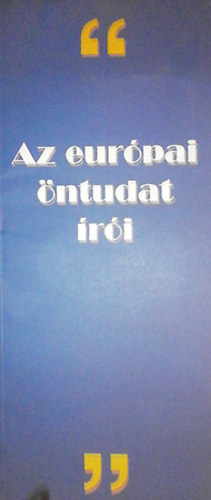 “
Az európai
öntudat
írói
”